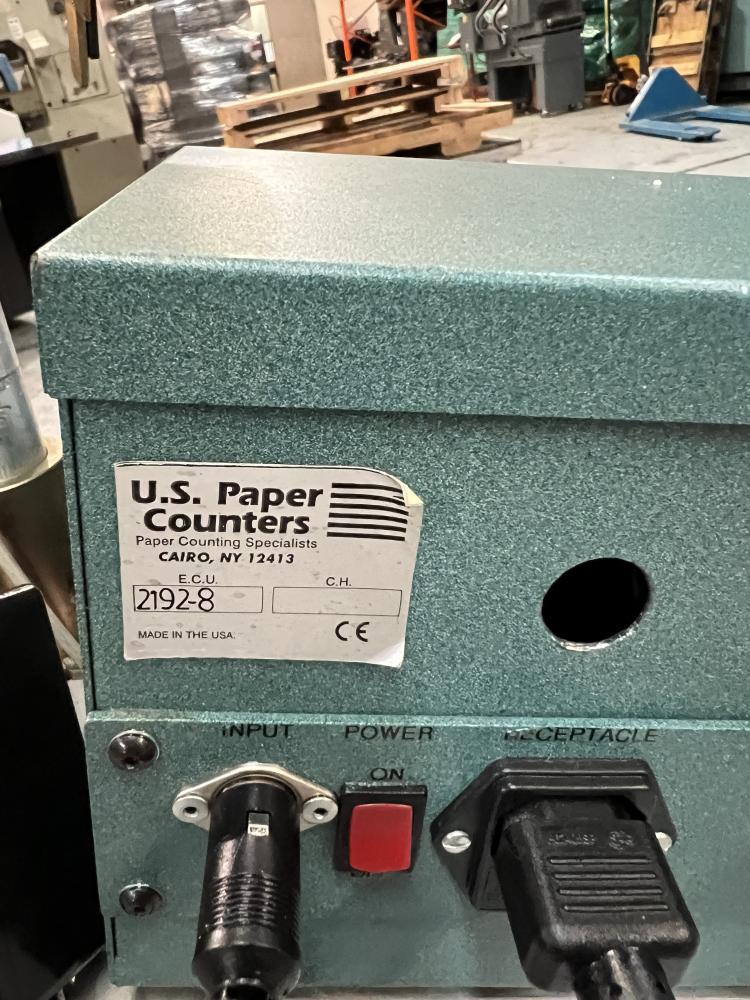 U.S. Paper
Counters
Paper Counting Specialists
CAIRO, NY 12413
E.C.U. C.H.
2192-8
MADE IN THE USA. CE
INPUT POWER RECEPTACLE
ON